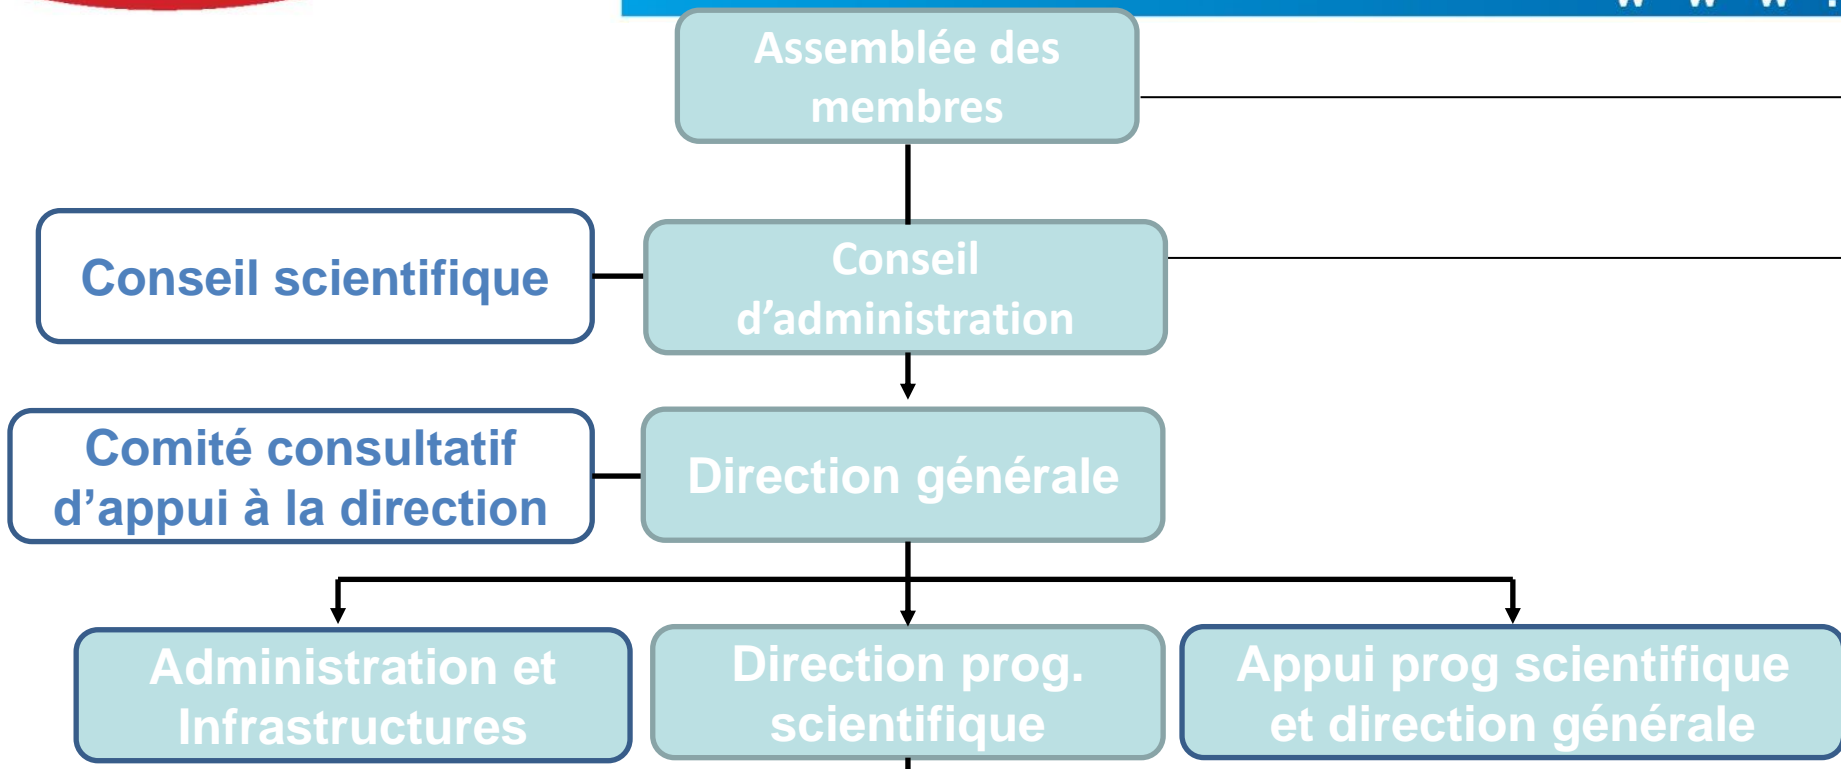 Assemblée des
membres
Conseil scientifique
Conseil
d’administration
Comité consultatif
d’appui à la direction
Direction générale
Administration et
Infrastructures
Direction prog.
scientifique
Appui prog scientifique
et direction générale